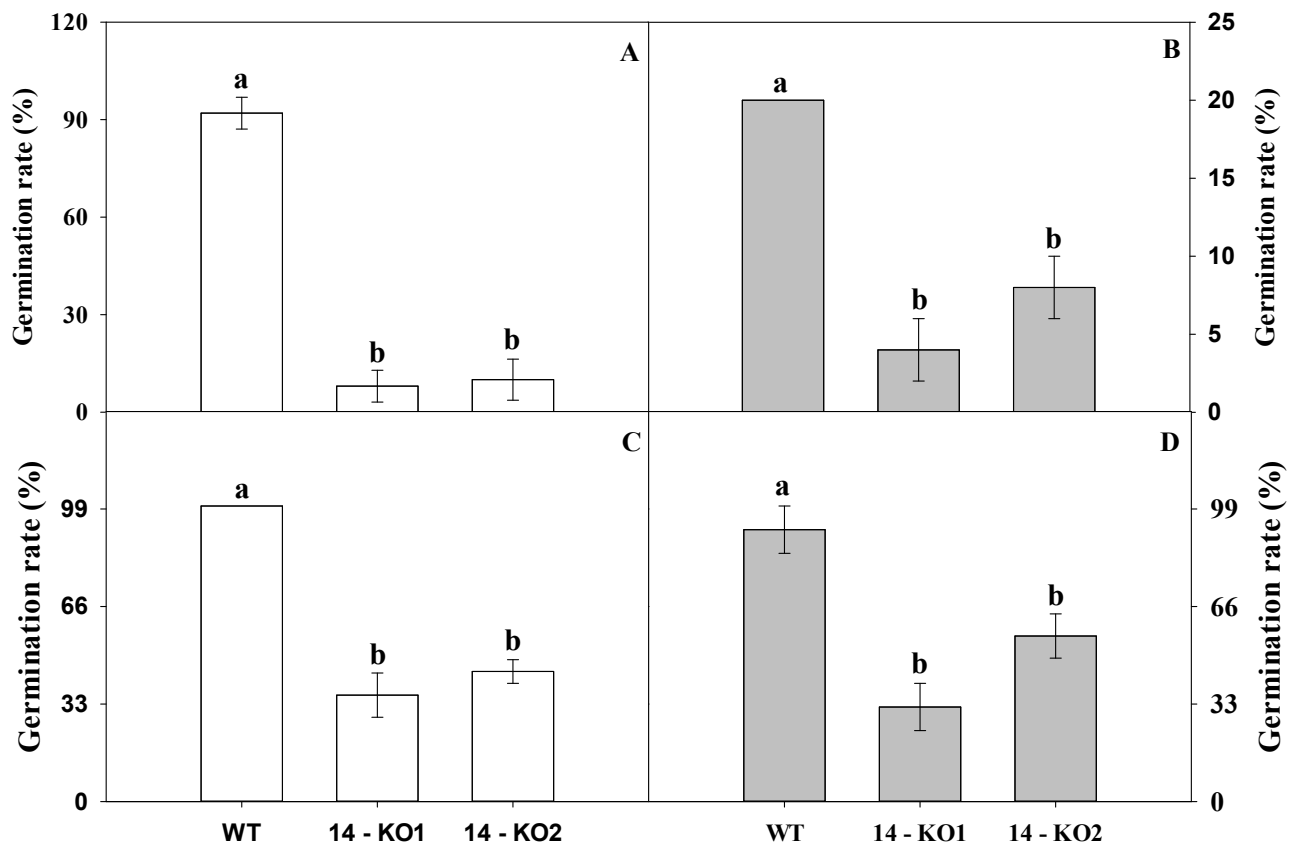 120
90
60
30
0
Germination rate (%)
A
a
b
b
25
20
15
10
5
0
Germination rate (%)
B
a
b
b
99
66
33
0
Germination rate (%)
C
a
b
b
WT 14 - KO1 14 - KO2
99
66
33
0
Germination rate (%)
D
a
b
b
WT 14 - KO1 14 - KO2